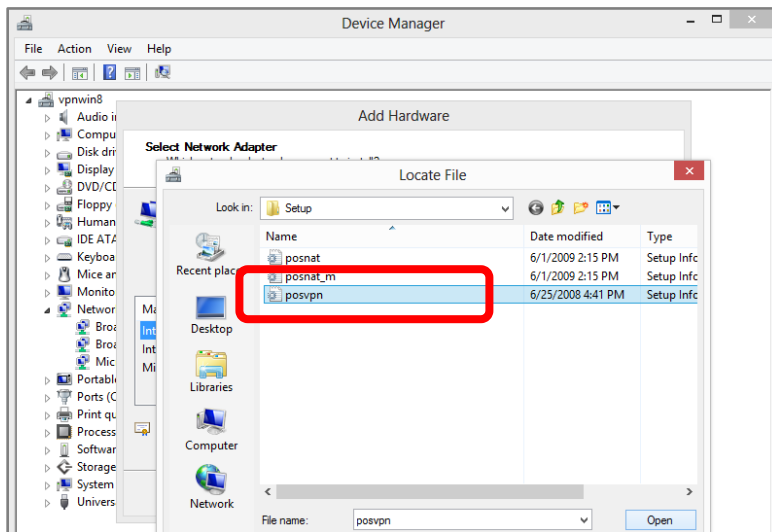 Device Manager
File Action View Help
vpnwin8
Audio i
Compu
Disk dri
Display
DVD/CD
Floppy
Human
IDE ATA
Keyboa
Mice an
Monito
Networ
Broa
Broa
Mic
Portabl
Ports (C
Print qu
Process
Softwar
Storage
System
Univers
Add Hardware
Select Network Adapter
Ma
Int
Int
Mi
Locate File
Look in: Setup
Recent plac
Desktop
Libraries
Computer
Network
Name Date modified Type
posnat 6/1/2009 2:15 PM Setup Infc
posnat_m 6/1/2009 2:15 PM Setup Infc
posvpn 6/25/2008 4:41 PM Setup Infc
File name: posvpn Open